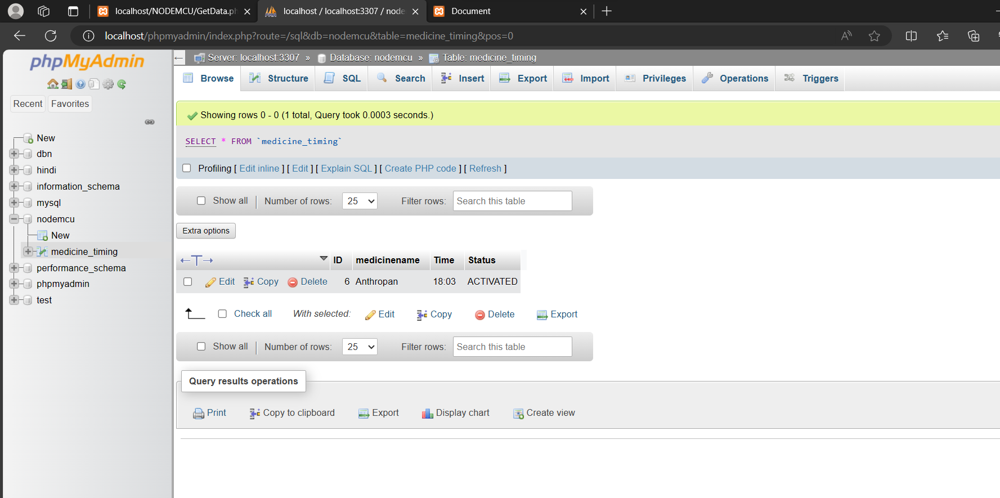 localhost/NODEMCU/GetData.ph
localhost / localhost:3307 / node
Document
localhost/phpmyadmin/index.php?route=/sql&db=nodemcu&table=medicine_timing&pos=0
phpMyAdmin
Recent
Favorites
New
dbn
hindi
information_schema
mysql
nodemcu
New
medicine_timing
performance_schema
phpmyadmin
test
Server: localhost:3307 » Database: nodemcu » Table: medicine_timing
Browse Structure SQL Search Insert Export Import Privileges Operations Triggers
Showing rows 0 - 0 (1 total, Query took 0.0003 seconds.)
SELECT * FROM `medicine_timing`
Profiling [ Edit inline ] [ Edit ] [ Explain SQL ] [ Create PHP code ] [ Refresh ]
Show all | Number of rows: 25 Filter rows: Search this table
Extra options
←T→ ID medicinename Time Status
Edit Copy Delete 6 Anthropan 18:03 ACTIVATED
Check all With selected: Edit Copy Delete Export
Show all | Number of rows: 25 Filter rows: Search this table
Query results operations
Print Copy to clipboard Export Display chart Create view